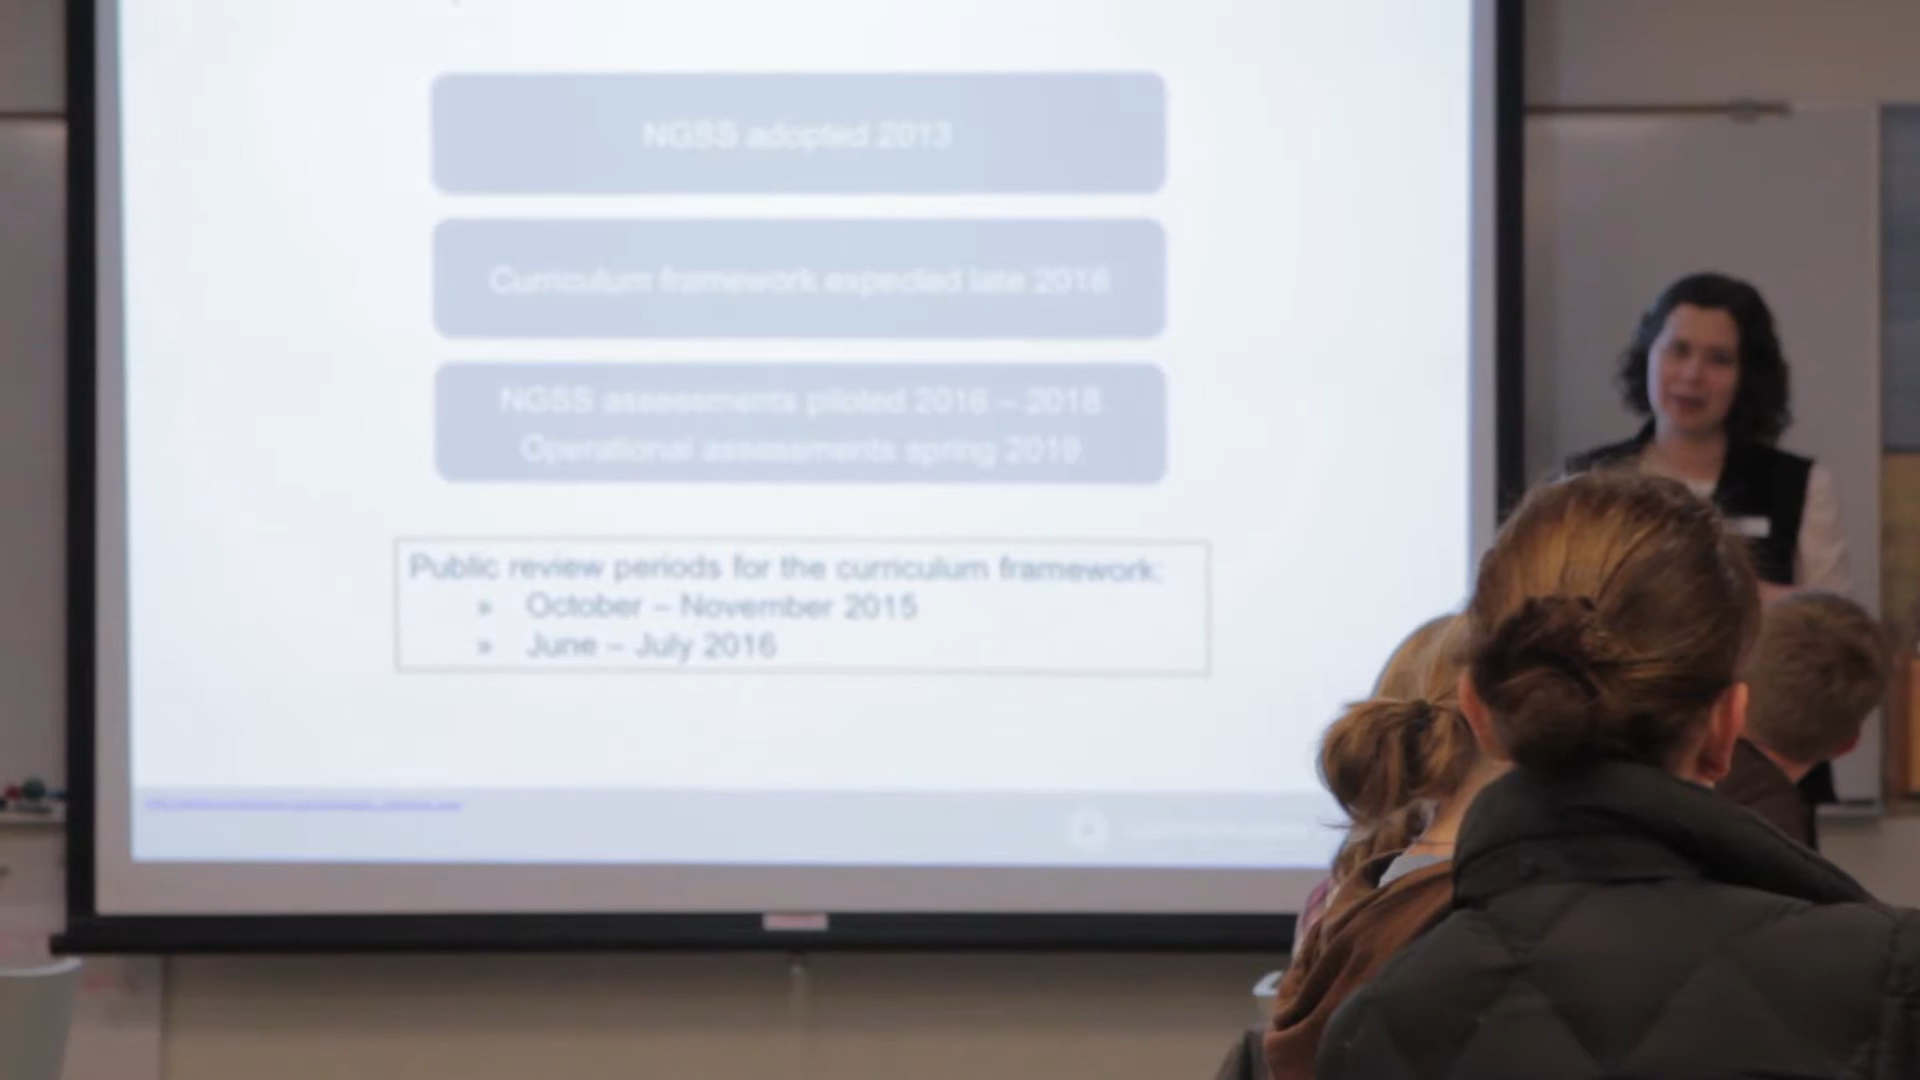 NGSS adopted 2013
Curriculum framework expected late 2016
NGSS assessments piloted 2016 – 2018
Operational assessments spring 2019
Public review periods for the curriculum framework:
» October – November 2015
» June – July 2016